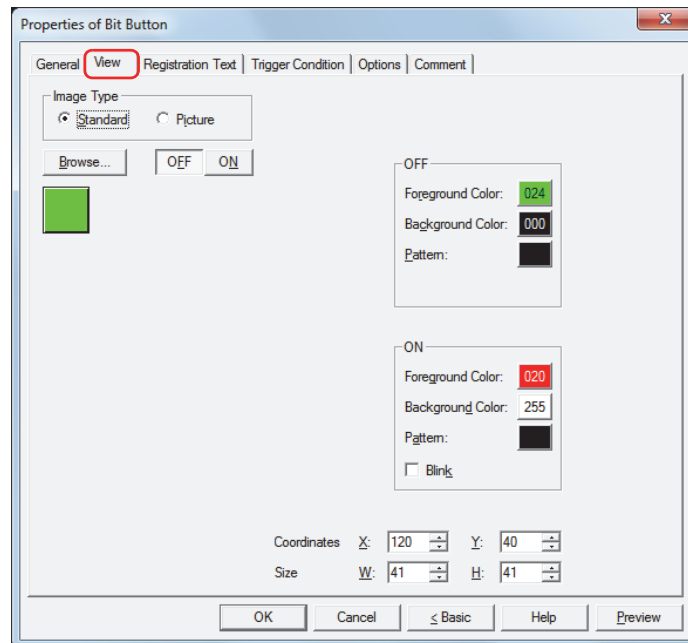 Properties of Bit Button
x
General View Registration Text Trigger Condition Options Comment
Image Type
Standard Picture
Browse... OFF ON
OFF
Foreground Color: 024
Background Color: 000
Pattern:
ON
Foreground Color: 020
Background Color: 255
Pattern:
Blink
Coordinates X: 120 Y: 40
Size W: 41 H: 41
OK Cancel < Basic Help Preview